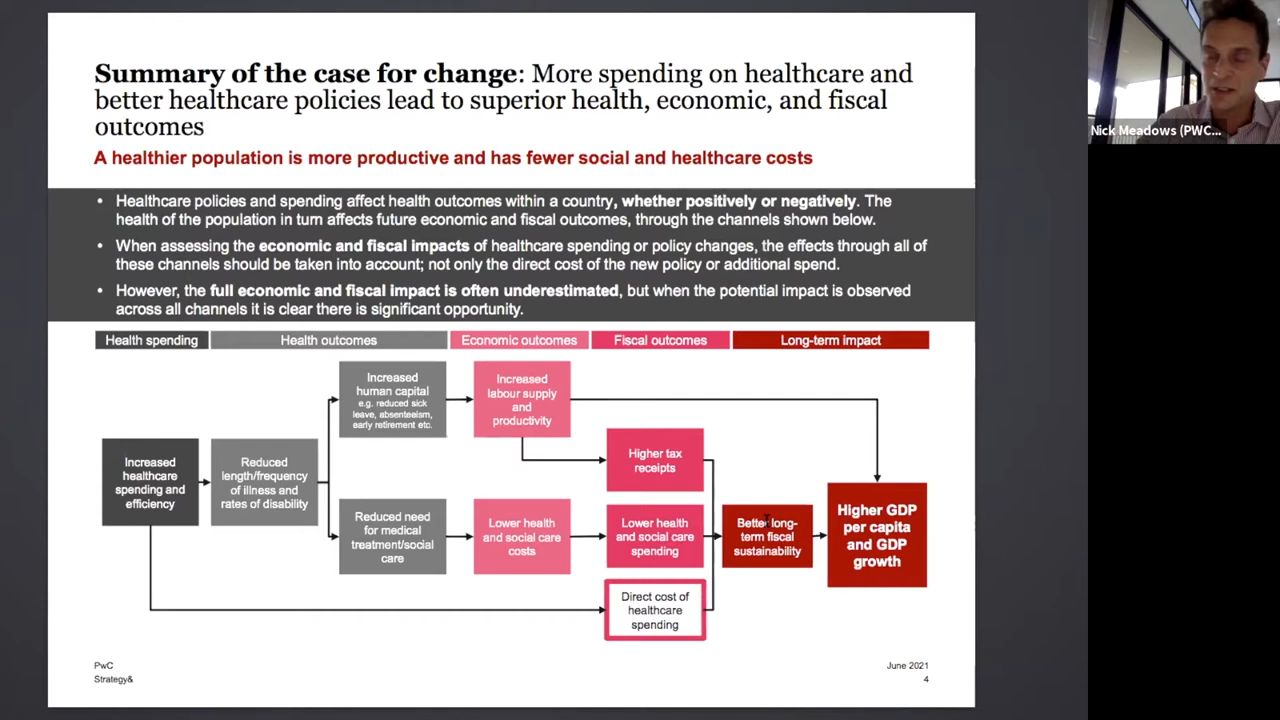 Summary of the case for change: More spending on healthcare and
better healthcare policies lead to superior health, economic, and fiscal
outcomes
A healthier population is more productive and has fewer social and healthcare costs
• Healthcare policies and spending affect health outcomes within a country, whether positively or negatively. The
health of the population in turn affects future economic and fiscal outcomes, through the channels shown below.
• When assessing the economic and fiscal impacts of healthcare spending or policy changes, the effects through all of
these channels should be taken into account; not only the direct cost of the new policy or additional spend.
• However, the full economic and fiscal impact is often underestimated, but when the potential impact is observed
across all channels it is clear there is significant opportunity.
Health spending
Health outcomes
Economic outcomes
Fiscal outcomes
Long-term impact
Increased
healthcare
spending and
efficiency
Reduced
length/frequency
of illness and
rates of disability
Increased
human capital
e.g. reduced sick
leave, absenteeism,
early retirement etc.
Reduced need
for medical
treatment/social
care
Increased
labour supply
and
productivity
Lower health
and social care
costs
Higher tax
receipts
Lower health
and social care
spending
Direct cost of
healthcare
spending
Better long-
term fiscal
sustainability
Higher GDP
per capita
and GDP
growth
PwC
Strategy&
June 2021
4
Nick Meadows (PWC...